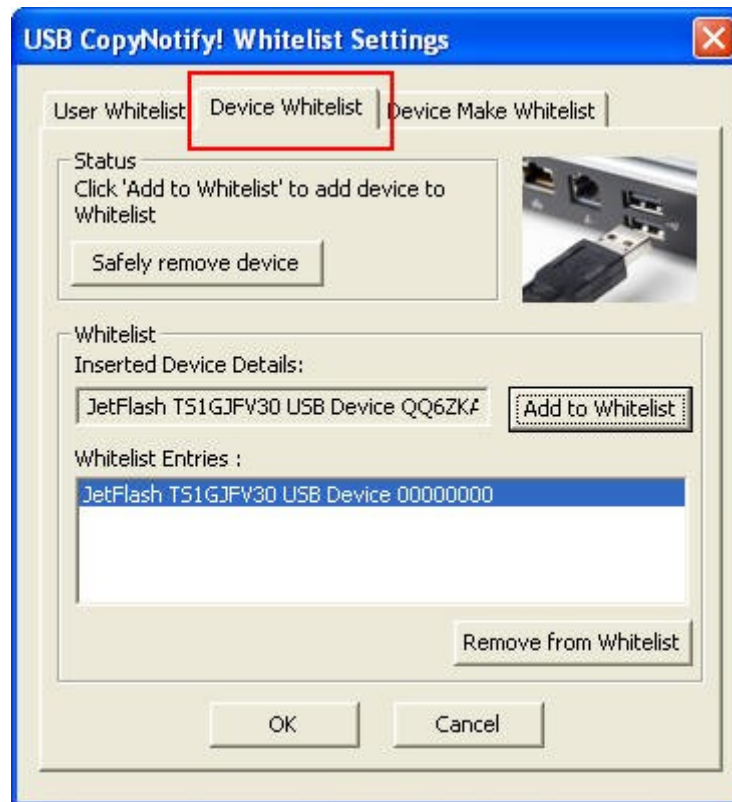 USB CopyNotify! Whitelist Settings
User Whitelist Device Whitelist Device Make Whitelist
Status
Click 'Add to Whitelist' to add device to
Whitelist
Safely remove device
Whitelist
Inserted Device Details:
JetFlash TS1GJFV30 USB Device QQ6ZKA
Add to Whitelist
Whitelist Entries :
JetFlash TS1GJFV30 USB Device 00000000
Remove from Whitelist
OK Cancel